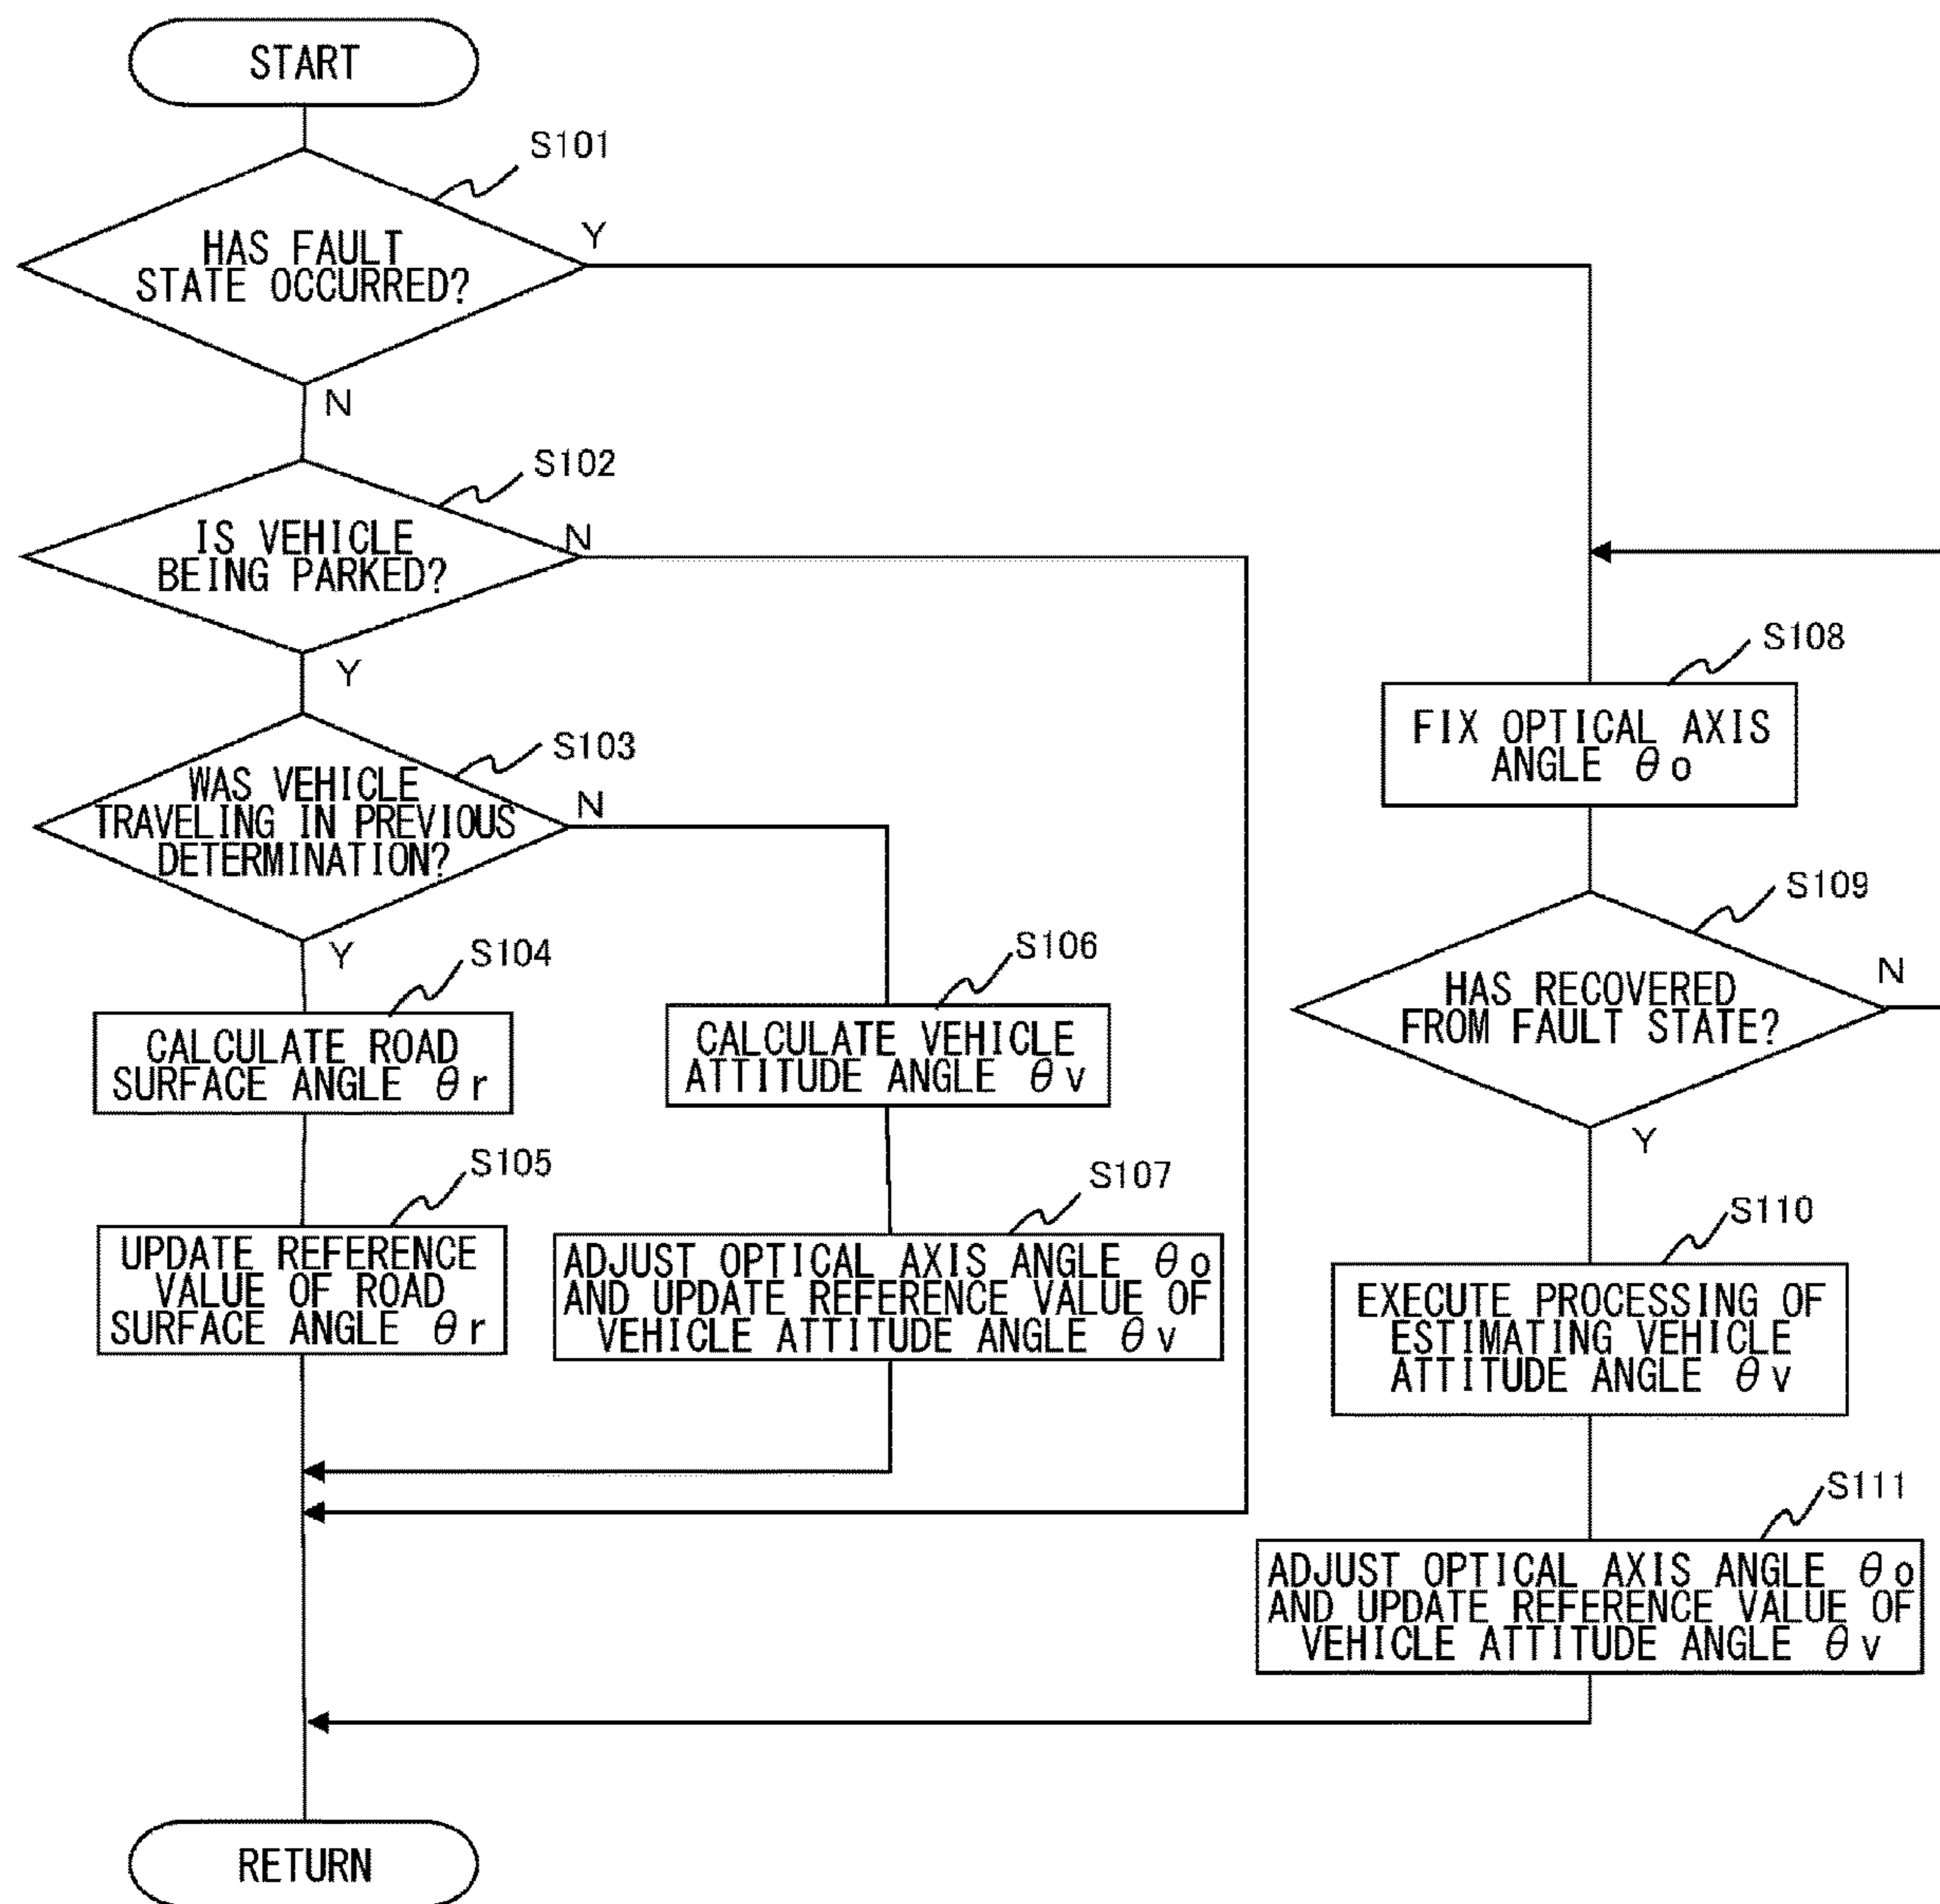 START
S101
HAS FAULT
STATE OCCURRED?
Y
N
S102
IS VEHICLE
BEING PARKED?
N
Y
S103
WAS VEHICLE
TRAVELING IN PREVIOUS
DETERMINATION?
N
Y
S104
CALCULATE ROAD
SURFACE ANGLE θr
S105
UPDATE REFERENCE
VALUE OF ROAD
SURFACE ANGLE θr
S106
CALCULATE VEHICLE
ATTITUDE ANGLE θv
S107
ADJUST OPTICAL AXIS ANGLE θo
AND UPDATE REFERENCE VALUE OF
VEHICLE ATTITUDE ANGLE θv
S108
FIX OPTICAL AXIS
ANGLE θo
S109
HAS RECOVERED
FROM FAULT STATE?
N
Y
S110
EXECUTE PROCESSING OF
ESTIMATING VEHICLE
ATTITUDE ANGLE θv
S111
ADJUST OPTICAL AXIS ANGLE θo
AND UPDATE REFERENCE VALUE OF
VEHICLE ATTITUDE ANGLE θv
RETURN